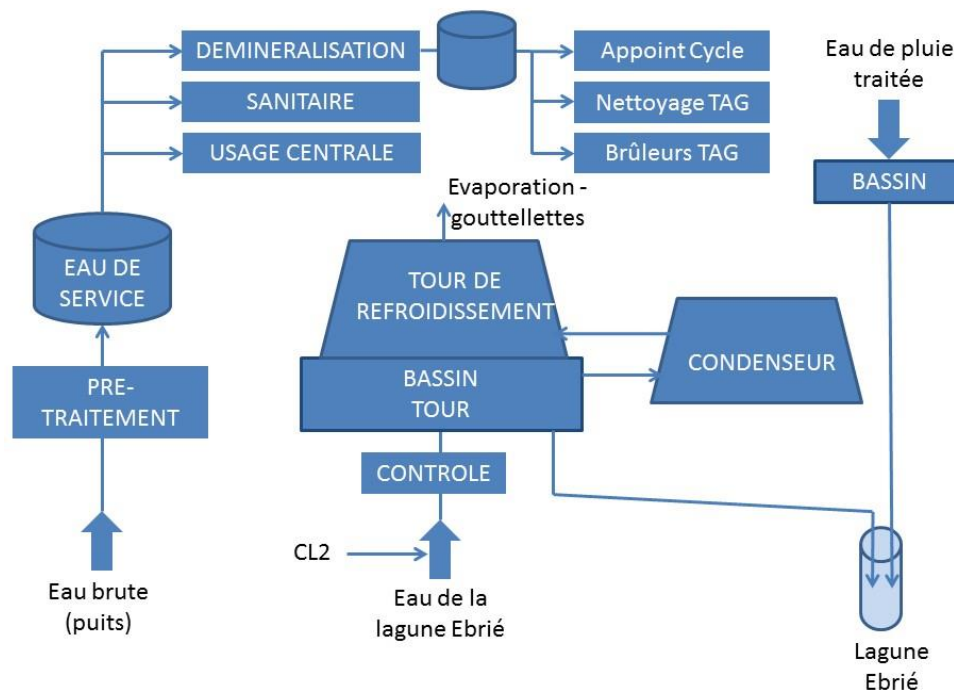 DEMINERALISATION
SANITAIRE
USAGE CENTRALE
Appoint Cycle
Nettoyage TAG
Brûleurs TAG
Eau de pluie
traitée
BASSIN
Evaporation -
gouttellettes
EAU DE
SERVICE
TOUR DE
REFROIDISSEMENT
CONDENSEUR
PRE-
TRAITEMENT
BASSIN
TOUR
CONTROLE
CL2
Eau brute
(puits)
Eau de la
lagune Ebrié
Lagune
Ebrié